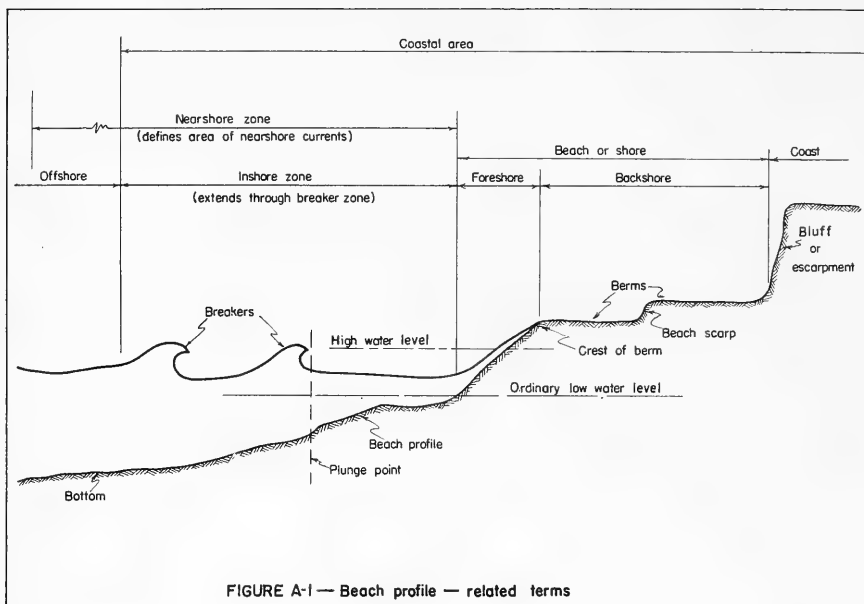 Coastal area
Nearshore zone
(defines area of nearshore currents)
Beach or shore
Coast
Offshore
Inshore zone
Foreshore
Backshore
(extends through breaker zone)
Bluff
or
escarpment
Berms
Breakers
High water level
Beach scarp
Crest of berm
Ordinary low water level
Beach profile
Plunge point
Bottom
FIGURE A-1 — Beach profile — related terms